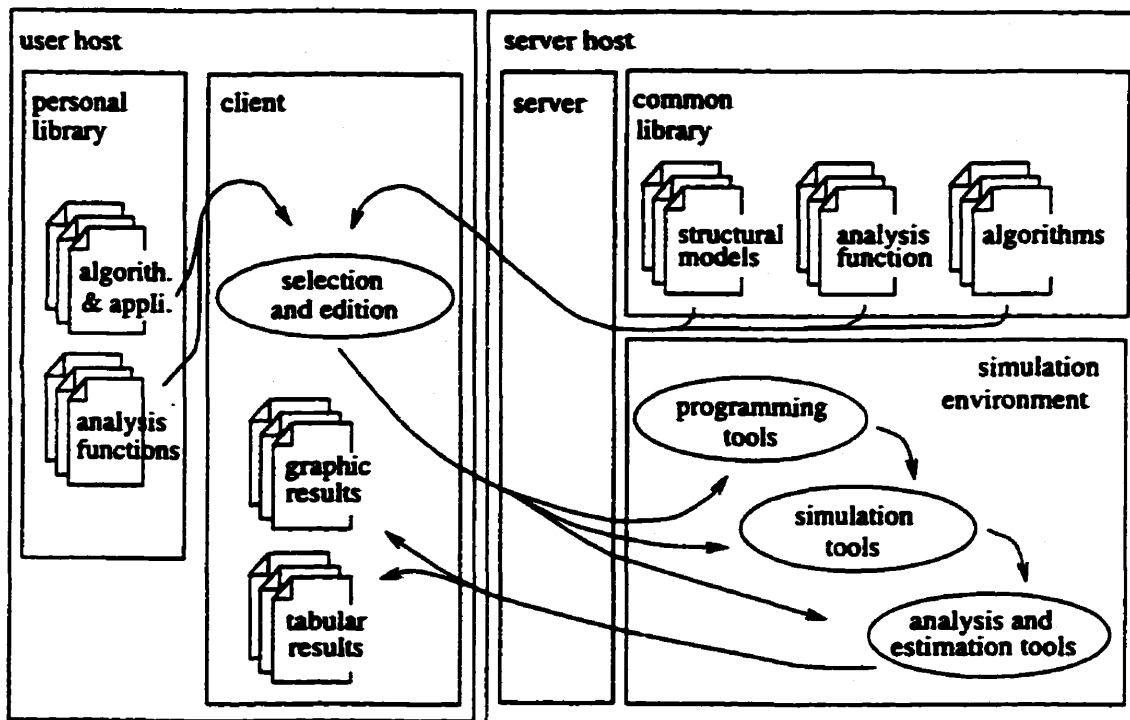 user host
personal
library
algorith.
& appli.
analysis
functions
client
selection
and edition
graphic
results
tabular
results
server host
server
common
library
structural
models
analysis
function
algorithms
simulation
environment
programming
tools
simulation
tools
analysis and
estimation tools